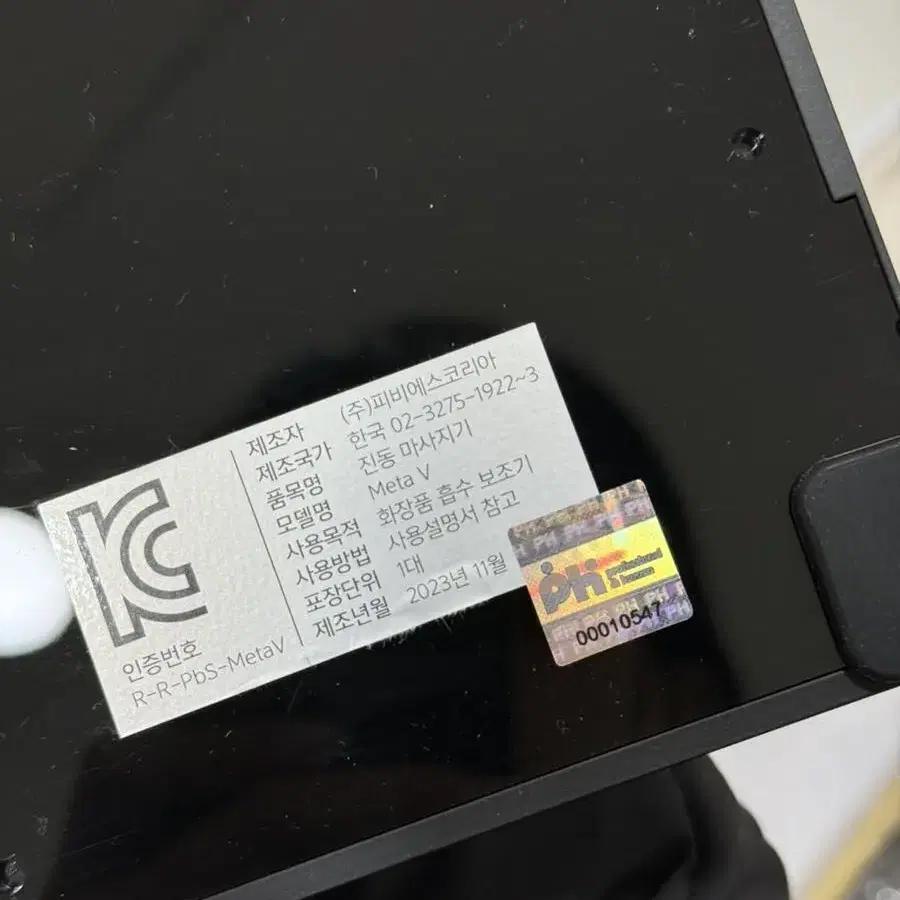 KC
인증번호
R-R-PbS-MetaV
제조자 (주)피비에스코리아
제조국가 한국 02-3275-1922~3
품목명 진동 마사지기
모델명 Meta V
사용목적 화장품 흡수 보조기
사용방법 사용설명서 참고
포장단위 1대
제조년월 2023년 11월
professional
& human
00010547